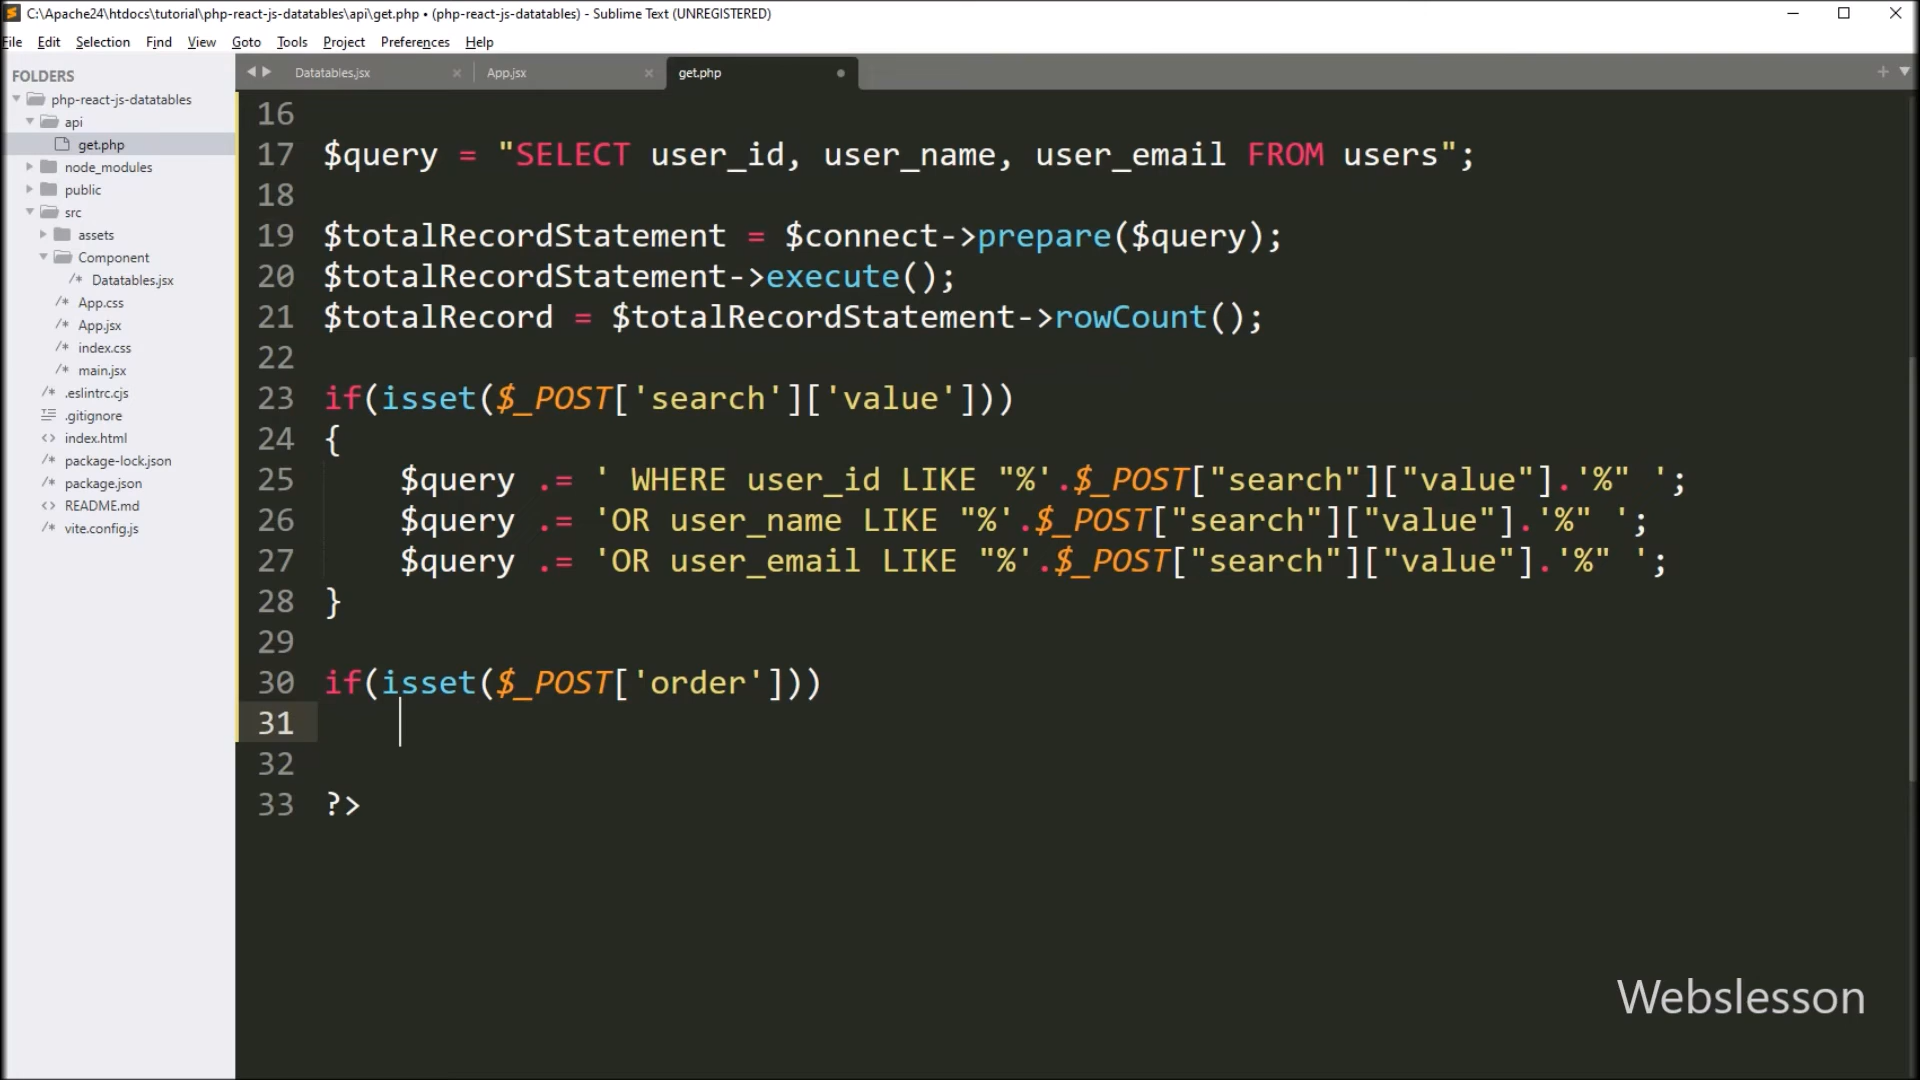 C:\Apache24\htdocs\tutorial\php-react-js-datatables\api\get.php • (php-react-js-datatables) - Sublime Text (UNREGISTERED)
File Edit Selection Find View Goto Tools Project Preferences Help
FOLDERS
php-react-js-datatables
api
get.php
node_modules
public
src
assets
Component
/* Datatables.jsx
/* App.css
/* App.jsx
/* index.css
/* main.jsx
/* .eslintrc.cjs
.gitignore
<> index.html
/* package-lock.json
/* package.json
<> README.md
/* vite.config.js
Datatables.jsx × App.jsx × get.php
16
17 $query = "SELECT user_id, user_name, user_email FROM users";
18
19 $totalRecordStatement = $connect->prepare($query);
20 $totalRecordStatement->execute();
21 $totalRecord = $totalRecordStatement->rowCount();
22
23 if(isset($_POST['search']['value']))
24 {
25 $query .= ' WHERE user_id LIKE "%'.$_POST["search"]["value"].'%" ';
26 $query .= 'OR user_name LIKE "%'.$_POST["search"]["value"].'%" ';
27 $query .= 'OR user_email LIKE "%'.$_POST["search"]["value"].'%" ';
28 }
29
30 if(isset($_POST['order']))
31
32
33 ?>
Webslesson